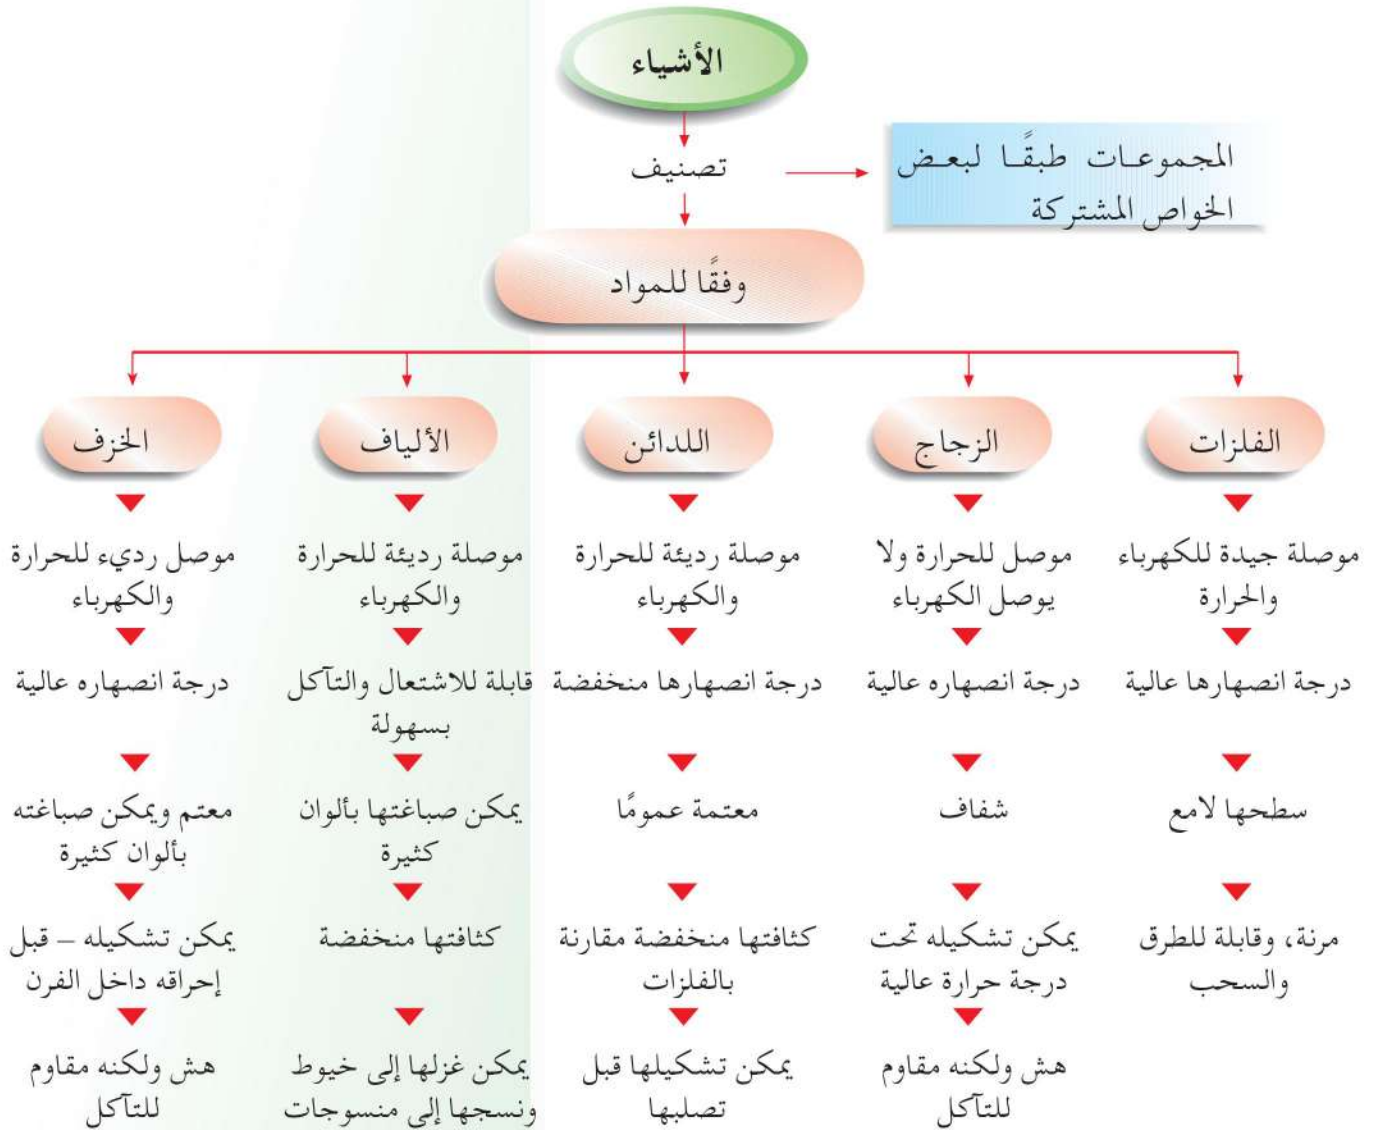 الأشياء
تصنيف
المجموعات طبقًا لبعض
الخواص المشتركة
وفقًا للمواد
الفلزات
موصلة جيدة للكهرباء
والحرارة
درجة انصهارها عالية
سطحها لامع
مرنة، وقابلة للطرق
والسحب
الزجاج
موصل للحرارة ولا
يوصل الكهرباء
درجة انصهاره عالية
شفاف
يمكن تشكيله تحت
درجة حرارة عالية
هش ولكنه مقاوم
للتآكل
اللدائن
موصلة رديئة للحرارة
والكهرباء
درجة انصهارها منخفضة
معتمة عمومًا
كثافتها منخفضة مقارنة
بالفلزات
يمكن تشكيلها قبل
تصلبها
الألياف
موصلة رديئة للحرارة
والكهرباء
قابلة للاشتعال والتآكل
بسهولة
يمكن صباغتها بألوان
كثيرة
كثافتها منخفضة
يمكن غزلها إلى خيوط
ونسجها إلى منسوجات
الخزف
موصل رديء للحرارة
والكهرباء
درجة انصهاره عالية
معتم ويمكن صباغته
بألوان كثيرة
يمكن تشكيله – قبل
إحراقه داخل الفرن
هش ولكنه مقاوم
للتآكل